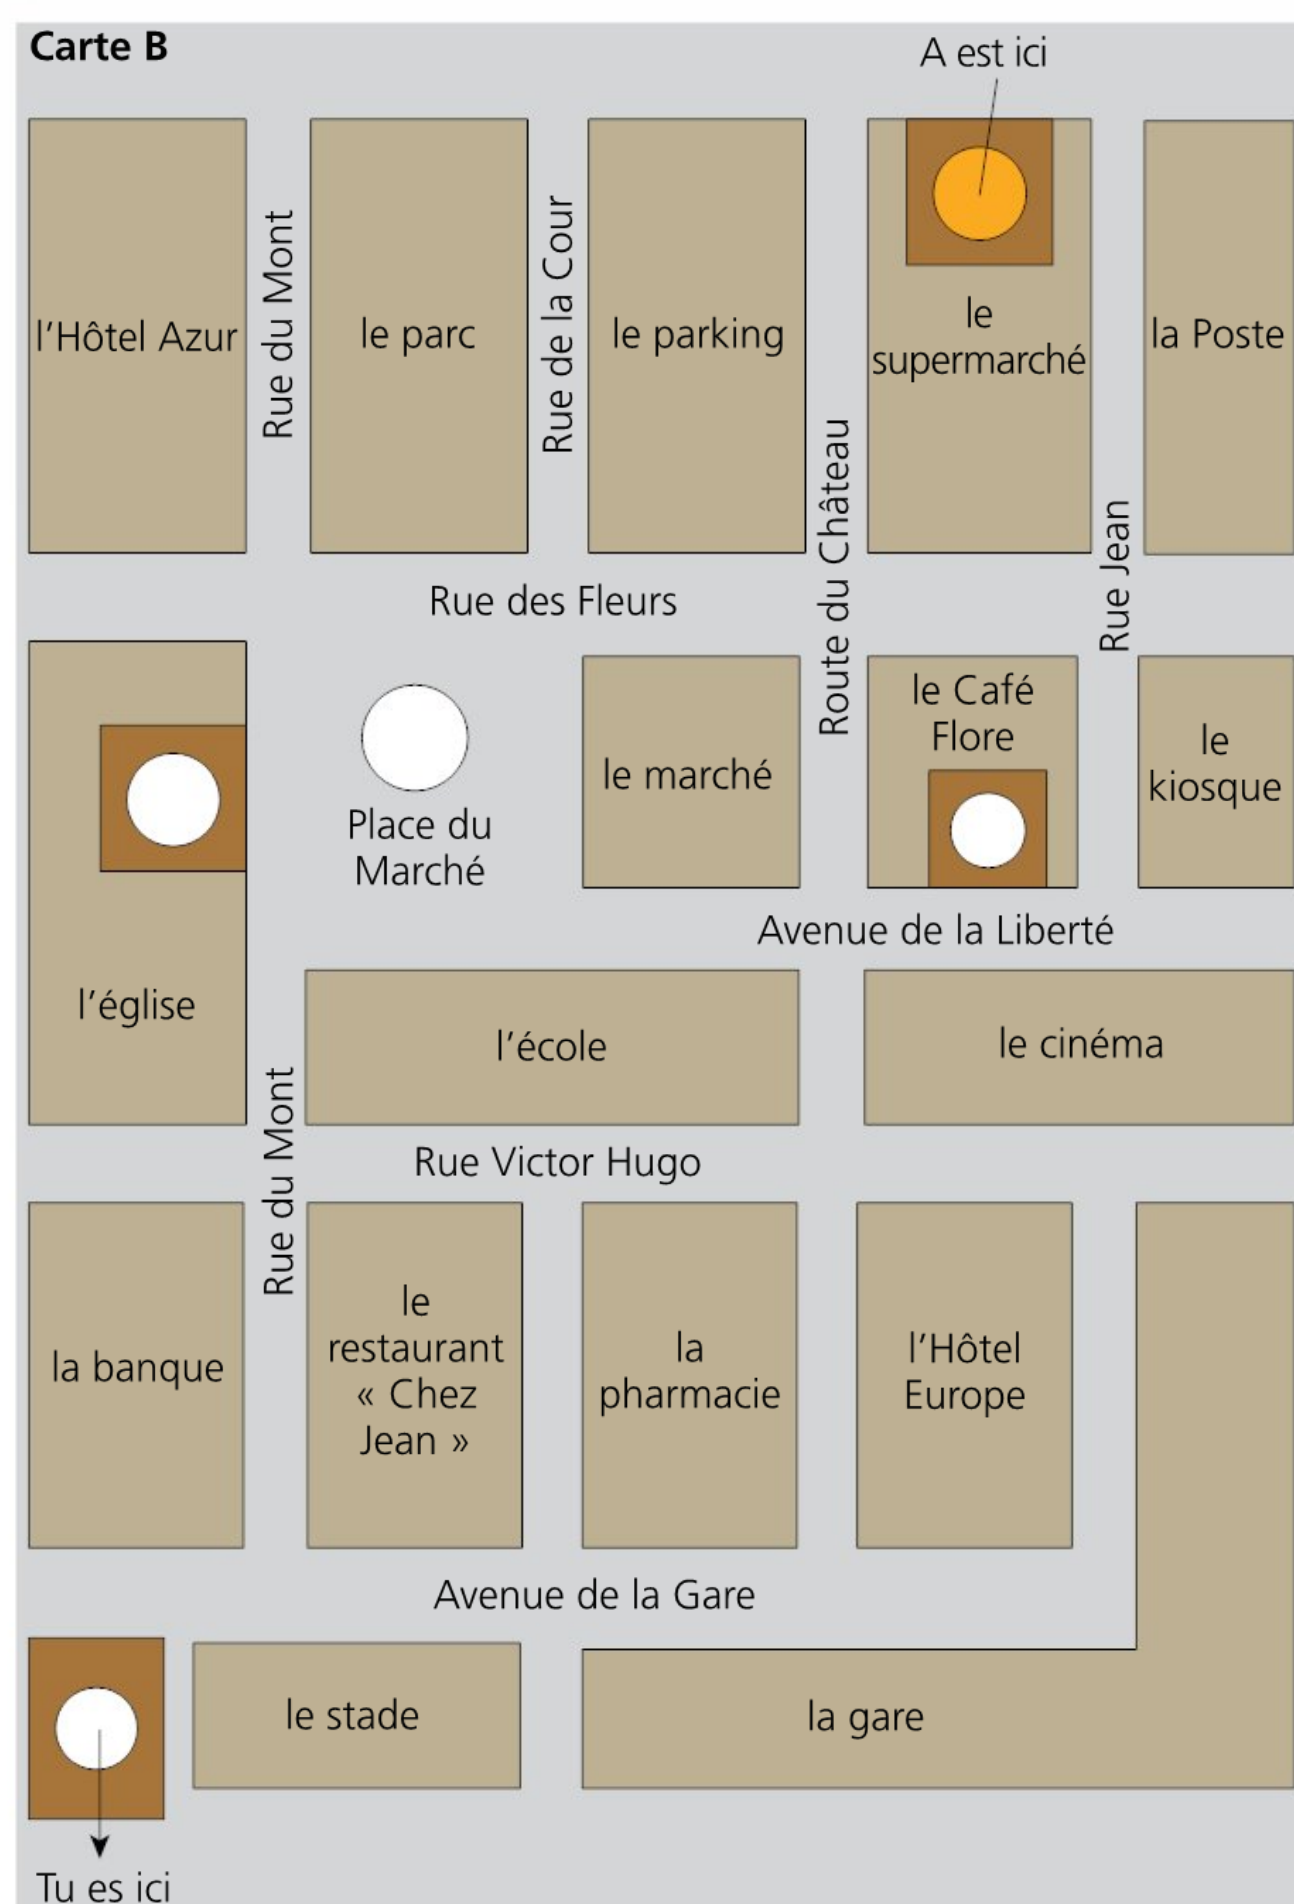 Carte B
A est ici
l'Hôtel Azur
Rue du Mont
le parc
Rue de la Cour
le parking
Route du Château
le
supermarché
Rue Jean
la Poste
Rue des Fleurs
l'église
Place du
Marché
le marché
le Café
Flore
le
kiosque
Avenue de la Liberté
l'école
le cinéma
Rue du Mont
Rue Victor Hugo
la banque
le
restaurant
« Chez
Jean »
la
pharmacie
l'Hôtel
Europe
Avenue de la Gare
le stade
la gare
Tu es ici